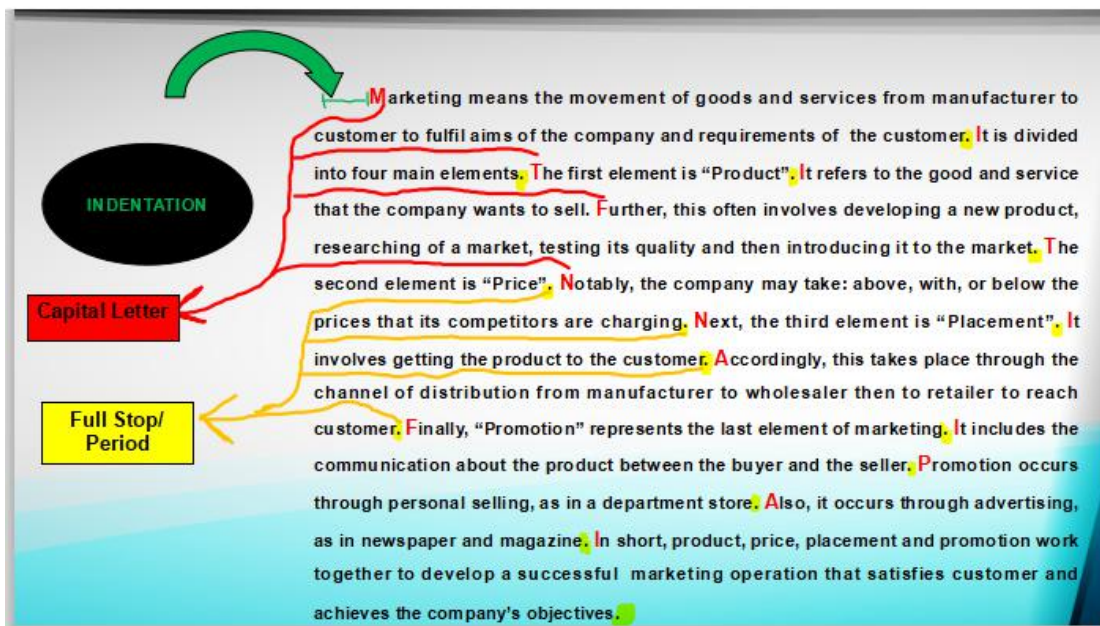 Marketing means the movement of goods and services from manufacturer to
customer to fulfil aims of the company and requirements of the customer. It is divided
into four main elements. The first element is “Product”. It refers to the good and service
INDENTATION
that the company wants to sell. Further, this often involves developing a new product,
researching of a market, testing its quality and then introducing it to the market. The
second element is “Price”. Notably, the company may take: above, with, or below the
Capital Letter
prices that its competitors are charging. Next, the third element is “Placement”. It
involves getting the product to the customer. Accordingly, this takes place through the
channel of distribution from manufacturer to wholesaler then to retailer to reach
Full Stop/
Period
customer. Finally, “Promotion” represents the last element of marketing. It includes the
communication about the product between the buyer and the seller. Promotion occurs
through personal selling, as in a department store. Also, it occurs through advertising,
as in newspaper and magazine. In short, product, price, placement and promotion work
together to develop a successful marketing operation that satisfies customer and
achieves the company’s objectives.